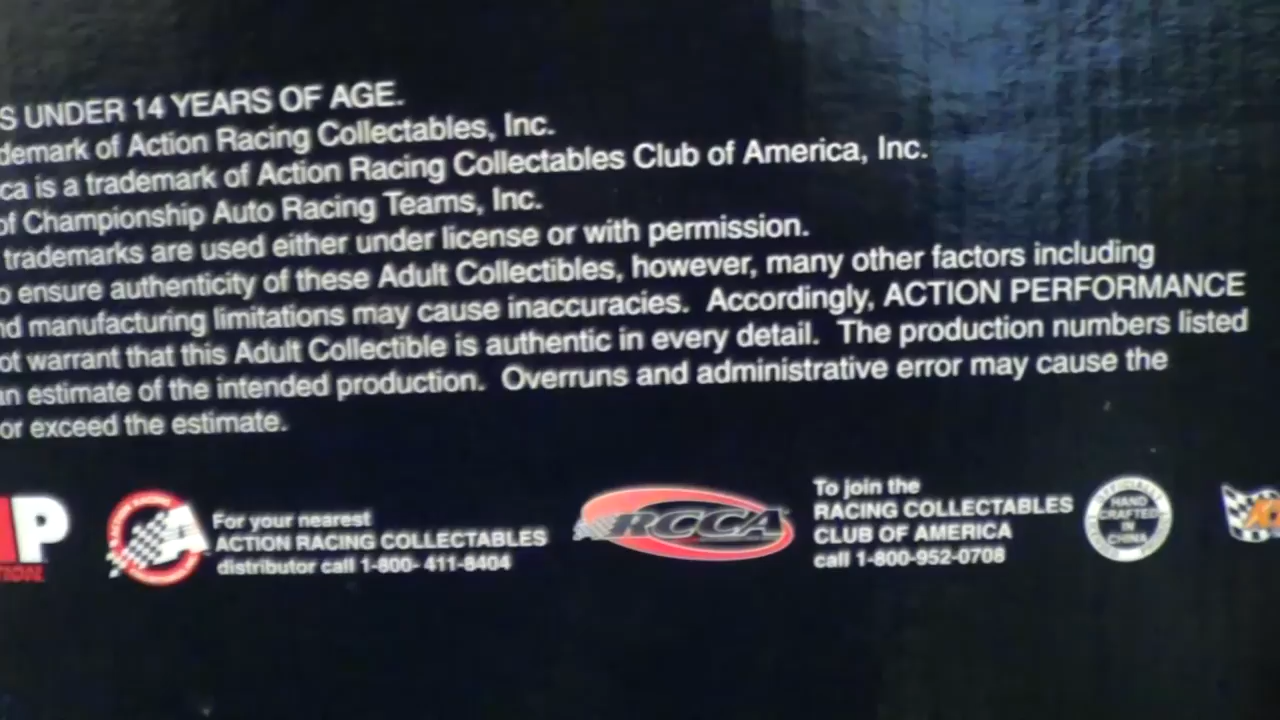 S UNDER 14 YEARS OF AGE.
demark of Action Racing Collectables, Inc.
ca is a trademark of Action Racing Collectables Club of America, Inc.
of Championship Auto Racing Teams, Inc.
trademarks are used either under license or with permission.
o ensure authenticity of these Adult Collectibles, however, many other factors including
nd manufacturing limitations may cause inaccuracies. Accordingly, ACTION PERFORMANCE
ot warrant that this Adult Collectible is authentic in every detail. The production numbers listed
an estimate of the intended production. Overruns and administrative error may cause the
or exceed the estimate.
P
For your nearest
ACTION RACING COLLECTABLES
distributor call 1-800- 411-8404
RCCA
To join the
RACING COLLECTABLES
CLUB OF AMERICA
call 1-800-952-0708
HAND
CRAFTED
IN
CHINA